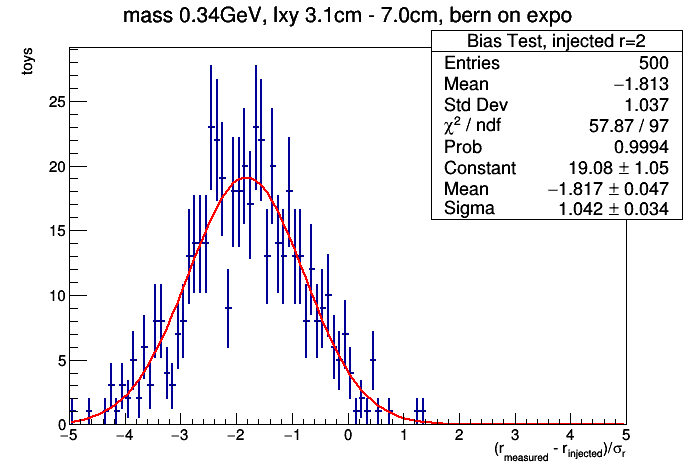 mass 0.34GeV, lxy 3.1cm - 7.0cm, bern on expo
Bias Test, injected r=2
Entries 500
Mean −1.813
Std Dev 1.037
χ² / ndf 57.87 / 97
Prob 0.9994
Constant 19.08 ± 1.05
Mean −1.817 ± 0.047
Sigma 1.042 ± 0.034
toys
25
20
15
10
5
0
−5 −4 −3 −2 −1 0 1 2 3 4 5
(r_measured - r_injected)/σ_r